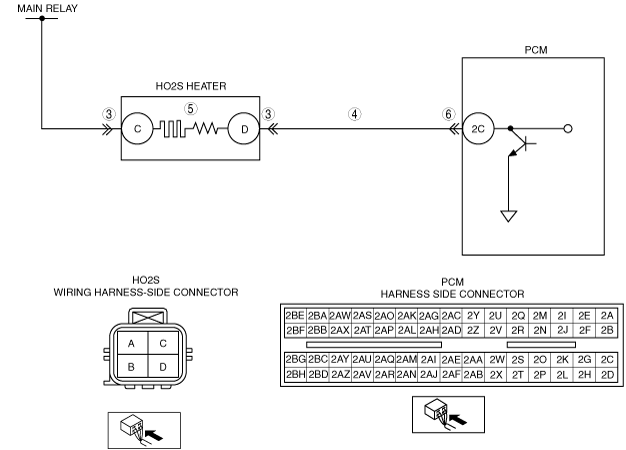 MAIN RELAY
PCM
HO2S HEATER
3 5 3 4 6
C D 2C
HO2S
WIRING HARNESS-SIDE CONNECTOR
A C
B D
PCM
HARNESS SIDE CONNECTOR
2BE 2BA 2AW 2AS 2AO 2AK 2AG 2AC 2Y 2U 2Q 2M 2I 2E 2A
2BF 2BB 2AX 2AT 2AP 2AL 2AH 2AD 2Z 2V 2R 2N 2J 2F 2B
2BG 2BC 2AY 2AU 2AQ 2AM 2AI 2AE 2AA 2W 2S 2O 2K 2G 2C
2BH 2BD 2AZ 2AV 2AR 2AN 2AJ 2AF 2AB 2X 2T 2P 2L 2H 2D